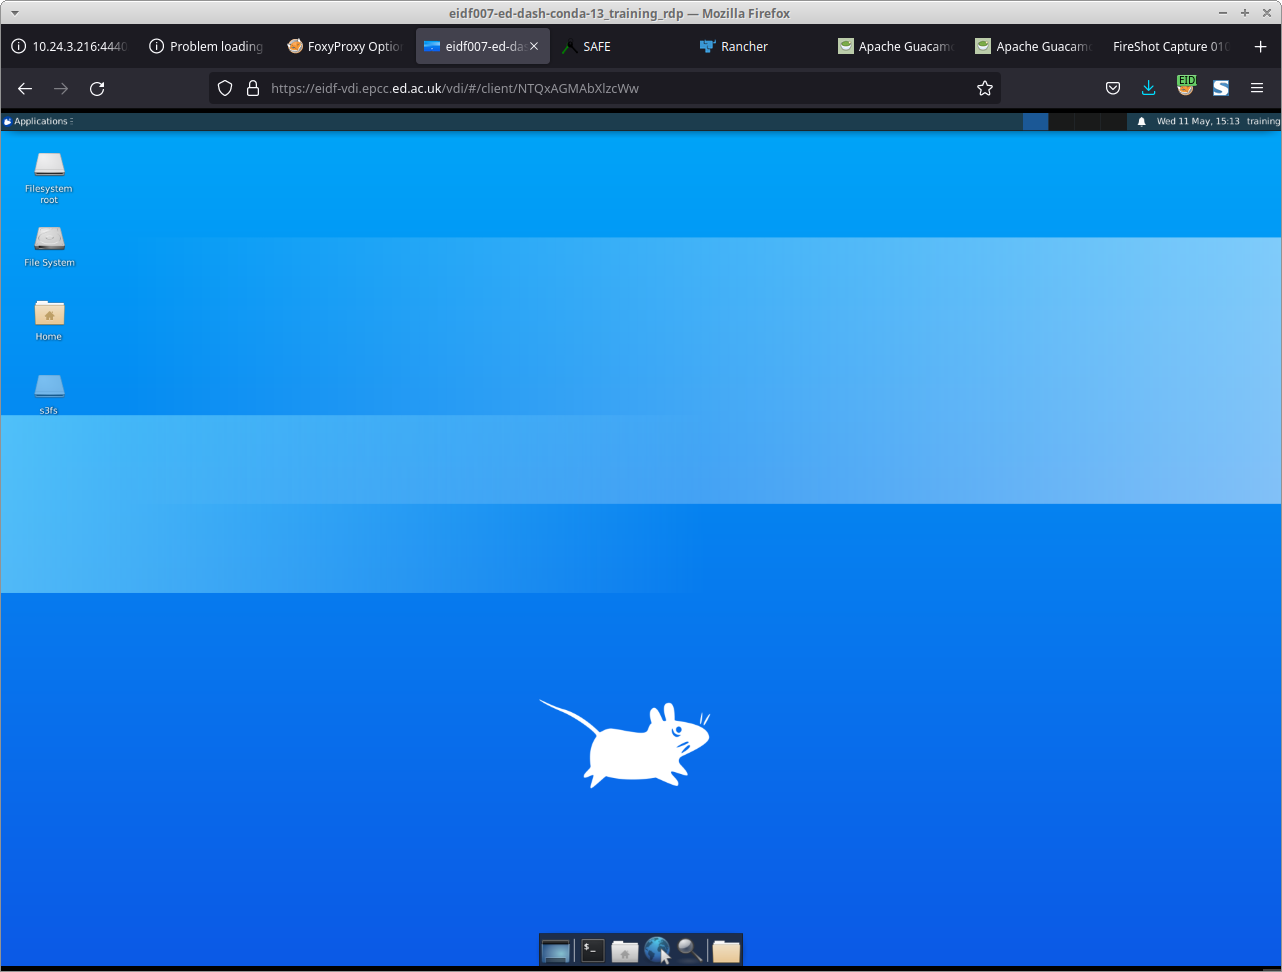 eidf007-ed-dash-conda-13_training_rdp — Mozilla Firefox
10.24.3.216:4440
Problem loading
FoxyProxy Optio
eidf007-ed-das
SAFE
Rancher
Apache Guacam
Apache Guacam
FireShot Capture 010
https://eidf-vdi.epcc.ed.ac.uk/vdi/#/client/NTQxAGMAbXlzcWw
EID
S
Applications
Wed 11 May, 15:13
training
Filesystem
root
File System
Home
s3fs
$_